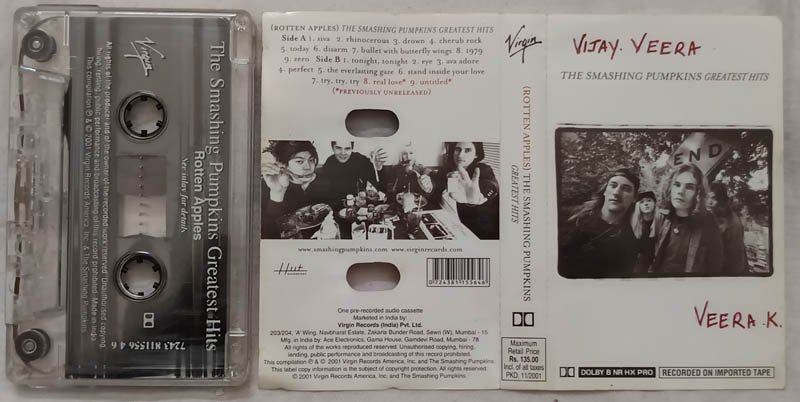 Virgin
The Smashing Pumpkins Greatest Hits
Rotten Apples
See inlay for details
7243 811556 4 6
(ROTTEN APPLES) THE SMASHING PUMPKINS GREATEST HITS
Side A 1. siva 2. rhinocerous 3. drown 4. cherub rock
5. today 6. disarm 7. bullet with butterfly wings 8. 1979
9. zero Side B 1. tonight, tonight 2. eye 3. ava adore
4. perfect 5. the everlasting gaze 6. stand inside your love
7. try, try, try 8. real love* 9. untitled*
(*PREVIOUSLY UNRELEASED)
www.smashingpumpkins.com www.virginrecords.com
Hut
0724381155646
One pre-recorded audio cassette
Marketed in India by:
Virgin Records (India) Pvt. Ltd.
203/204, 'A' Wing, Navbharat Estate, Zakaria Bunder Road, Sewri (W), Mumbai - 15
Mfg. in India by: Ace Electronics, Gama House, Gamdevi Road, Mumbai - 78
All rights of the works reproduced reserved. Unauthorised copying, hiring,
lending, public performance and broadcasting of this record prohibited.
This compilation ℗ & © 2001 Virgin Records America, Inc. and The Smashing Pumpkins.
This label copy information is the subject of copyright protection. All rights reserved.
© 2001 Virgin Records America, Inc. and The Smashing Pumpkins
Virgin
(ROTTEN APPLES) THE SMASHING PUMPKINS
GREATEST HITS
Maximum
Retail Price
Rs. 135.00
Incl. of all taxes
PKD. 11/2001
VIJAY. VEERA
THE SMASHING PUMPKINS GREATEST HITS
END
VEERA.K.
DOLBY B NR HX PRO
RECORDED ON IMPORTED TAPE